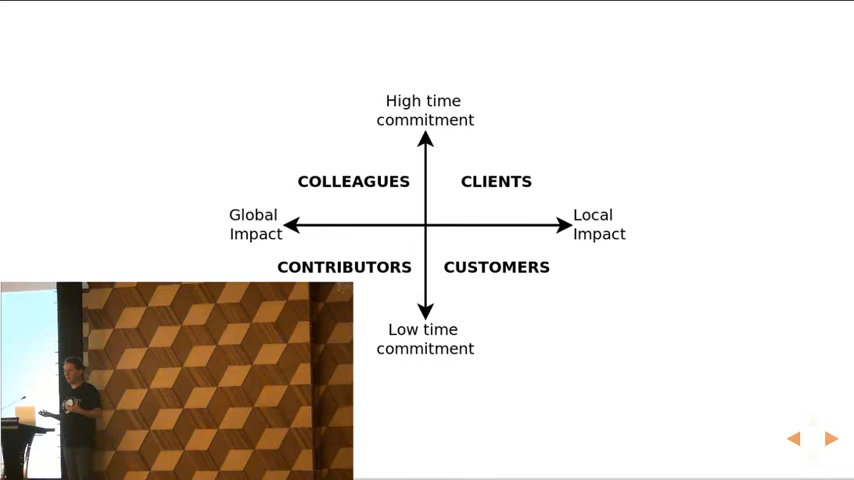 High time
commitment
COLLEAGUES CLIENTS
Global
Impact
Local
Impact
CONTRIBUTORS CUSTOMERS
Low time
commitment